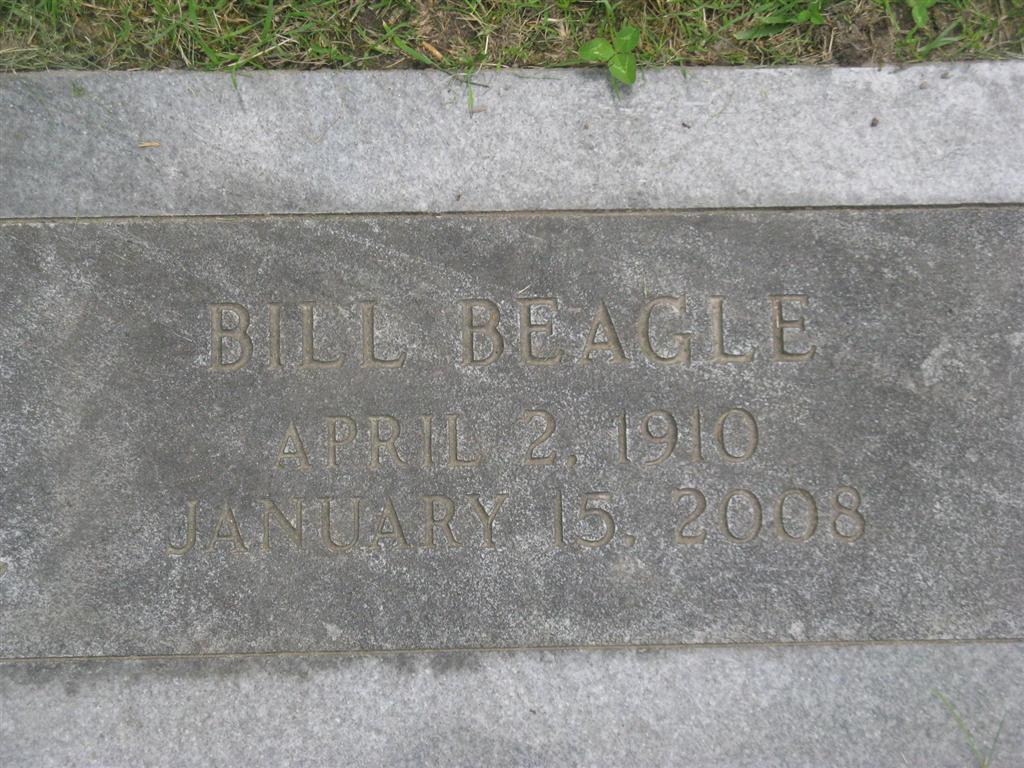 BILL BEAGLE
APRIL 2, 1910
JANUARY 15, 2008